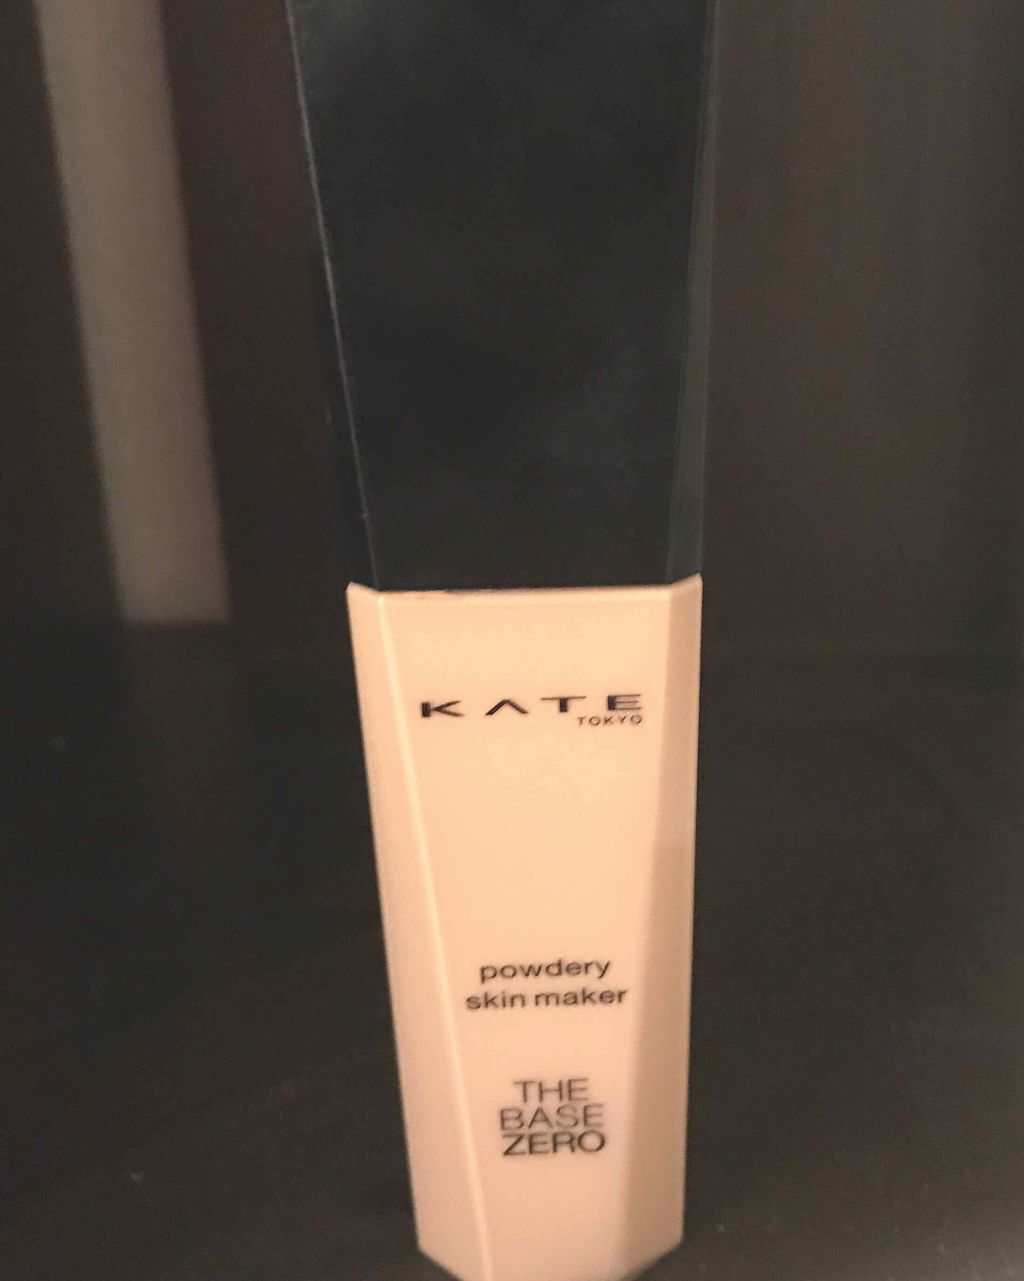 KATE
TOKYO
powdery
skin maker
THE
BASE
ZERO